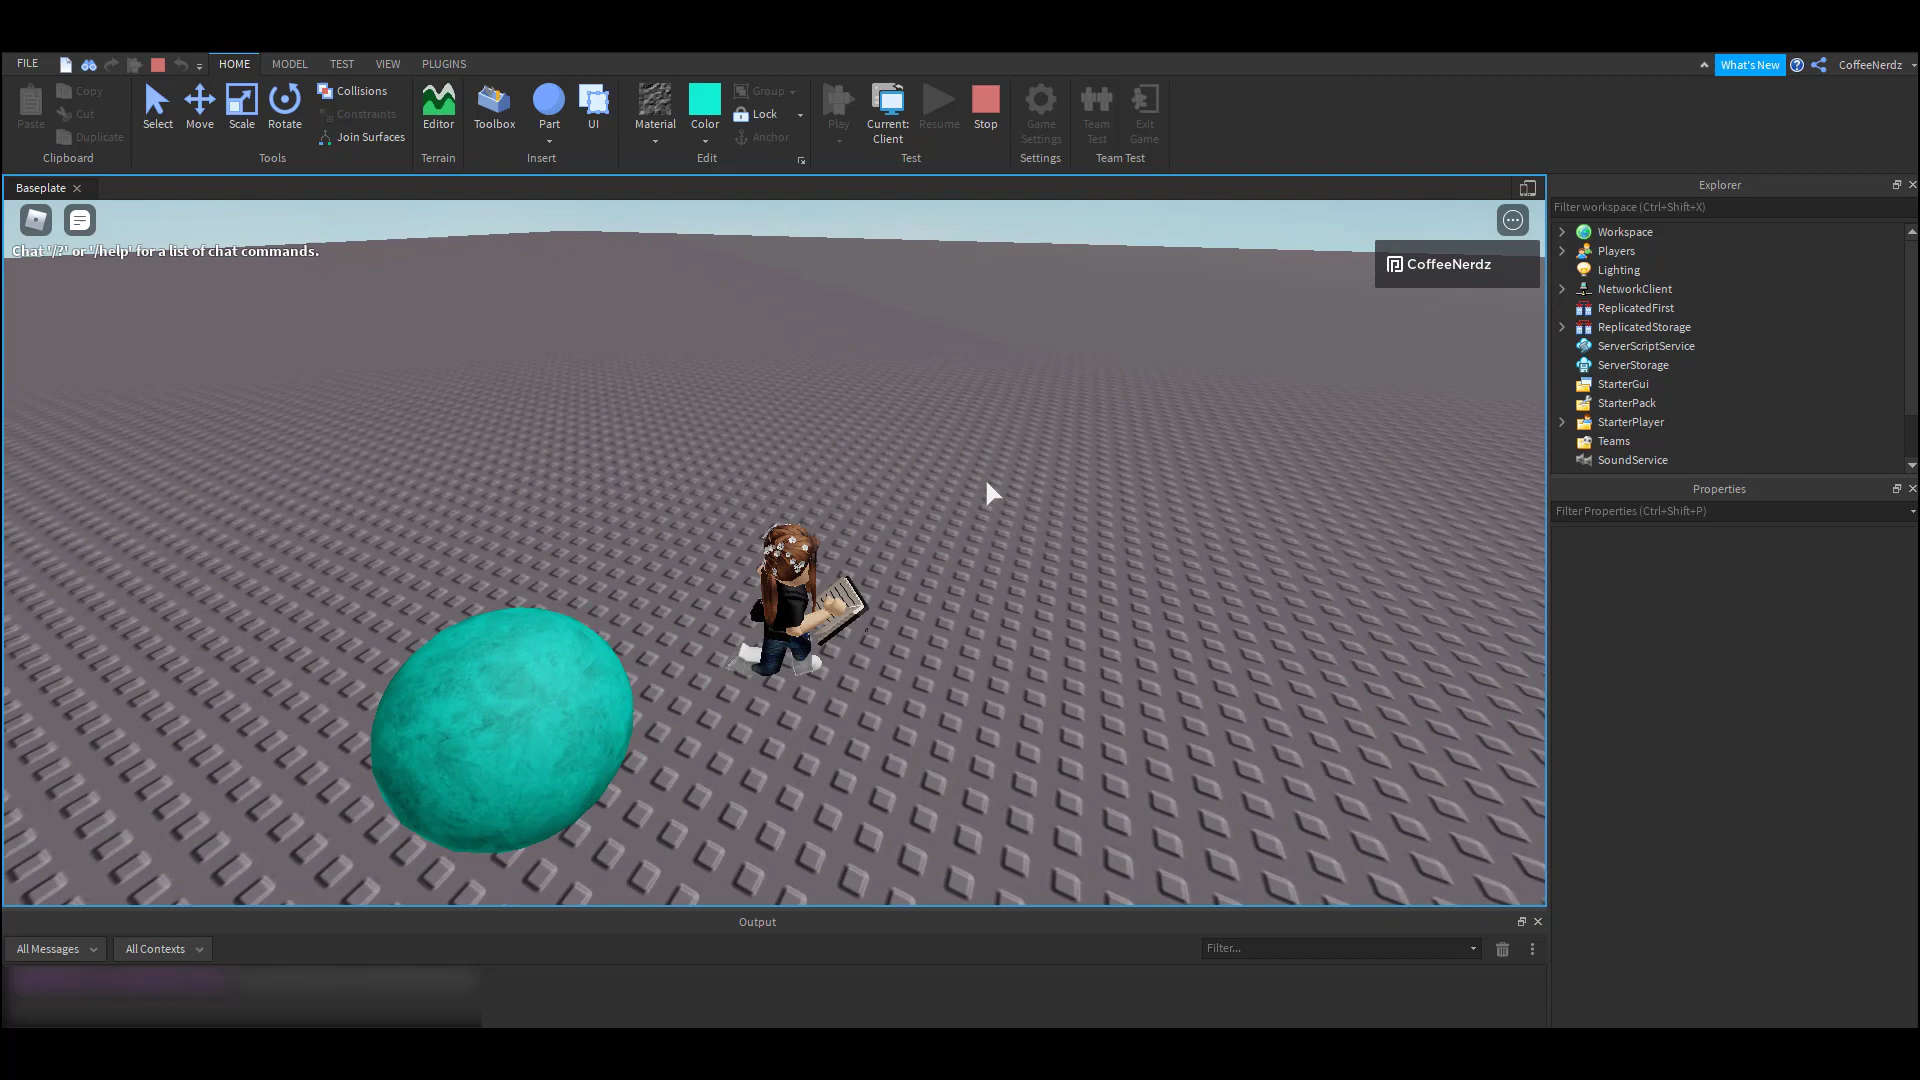 FILE HOME MODEL TEST VIEW PLUGINS What's New CoffeeNerdz
Paste Copy Cut Duplicate Clipboard
Select Move Scale Rotate Collisions Constraints Join Surfaces Tools
Editor Terrain
Toolbox Part UI Insert
Material Color Group Lock Anchor Edit
Play Current: Client Resume Stop Test
Game Settings Settings
Team Test Exit Game Team Test
Baseplate
Chat '/?' or '/help' for a list of chat commands.
CoffeeNerdz
Explorer
Filter workspace (Ctrl+Shift+X)
Workspace
Players
Lighting
NetworkClient
ReplicatedFirst
ReplicatedStorage
ServerScriptService
ServerStorage
StarterGui
StarterPack
StarterPlayer
Teams
SoundService
Properties
Filter Properties (Ctrl+Shift+P)
Output
All Messages All Contexts Filter...